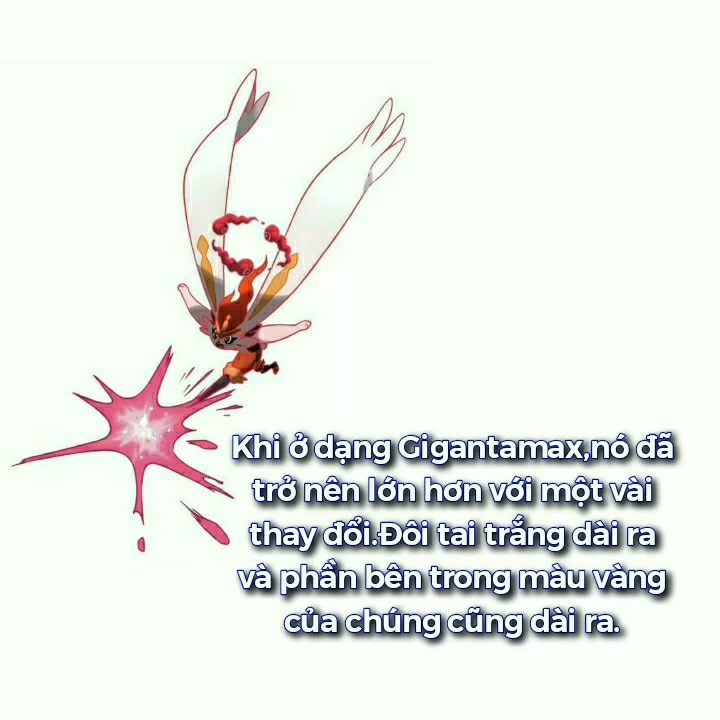 Khi ở dạng Gigantamax,nó đã
trở nên lớn hơn với một vài
thay đổi.Đôi tai trắng dài ra
và phần bên trong màu vàng
của chúng cũng dài ra.